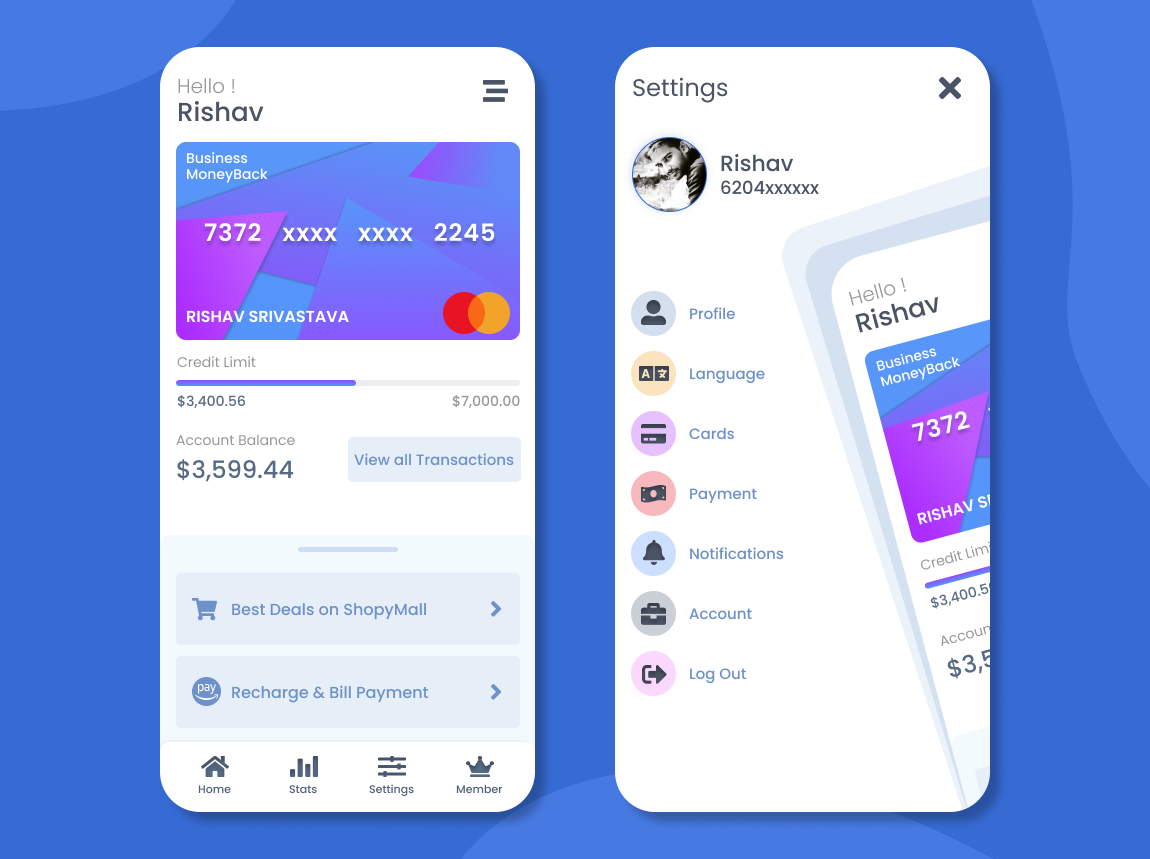 Hello !
Rishav
Business
MoneyBack
7372 xxxx xxxx 2245
RISHAV SRIVASTAVA
Credit Limit
$3,400.56
$7,000.00
Account Balance
$3,599.44
View all Transactions
Best Deals on ShopyMall
pay
Recharge & Bill Payment
Home
Stats
Settings
Member
Settings
Rishav
6204xxxxxx
Profile
A
Language
Cards
Payment
Notifications
Account
Log Out
Hello !
Rishav
Business
MoneyBack
7372
RISHAV
Credit
$3,400.5
$3,5